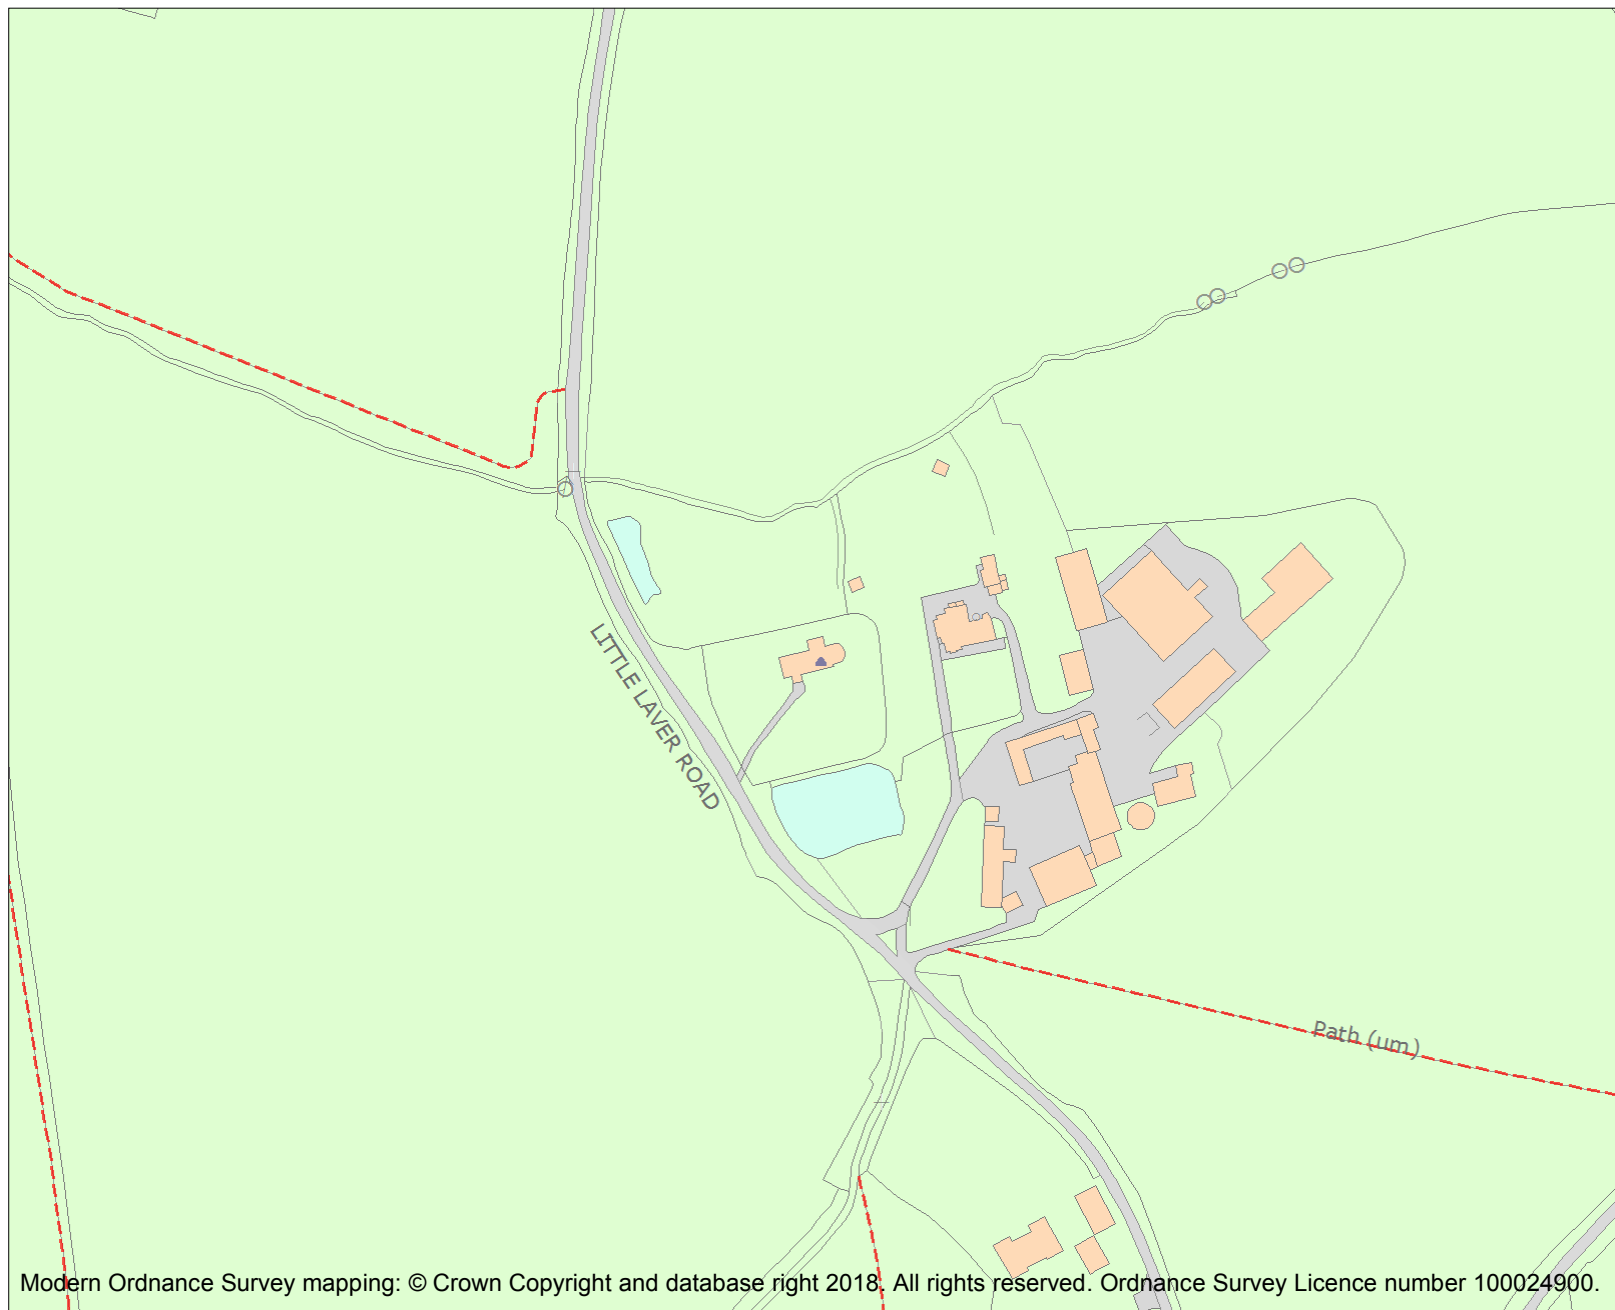 LITTLE LAVER ROAD
Path (um)
Modern Ordnance Survey mapping: © Crown Copyright and database right 2018. All rights reserved. Ordnance Survey Licence number 100024900.